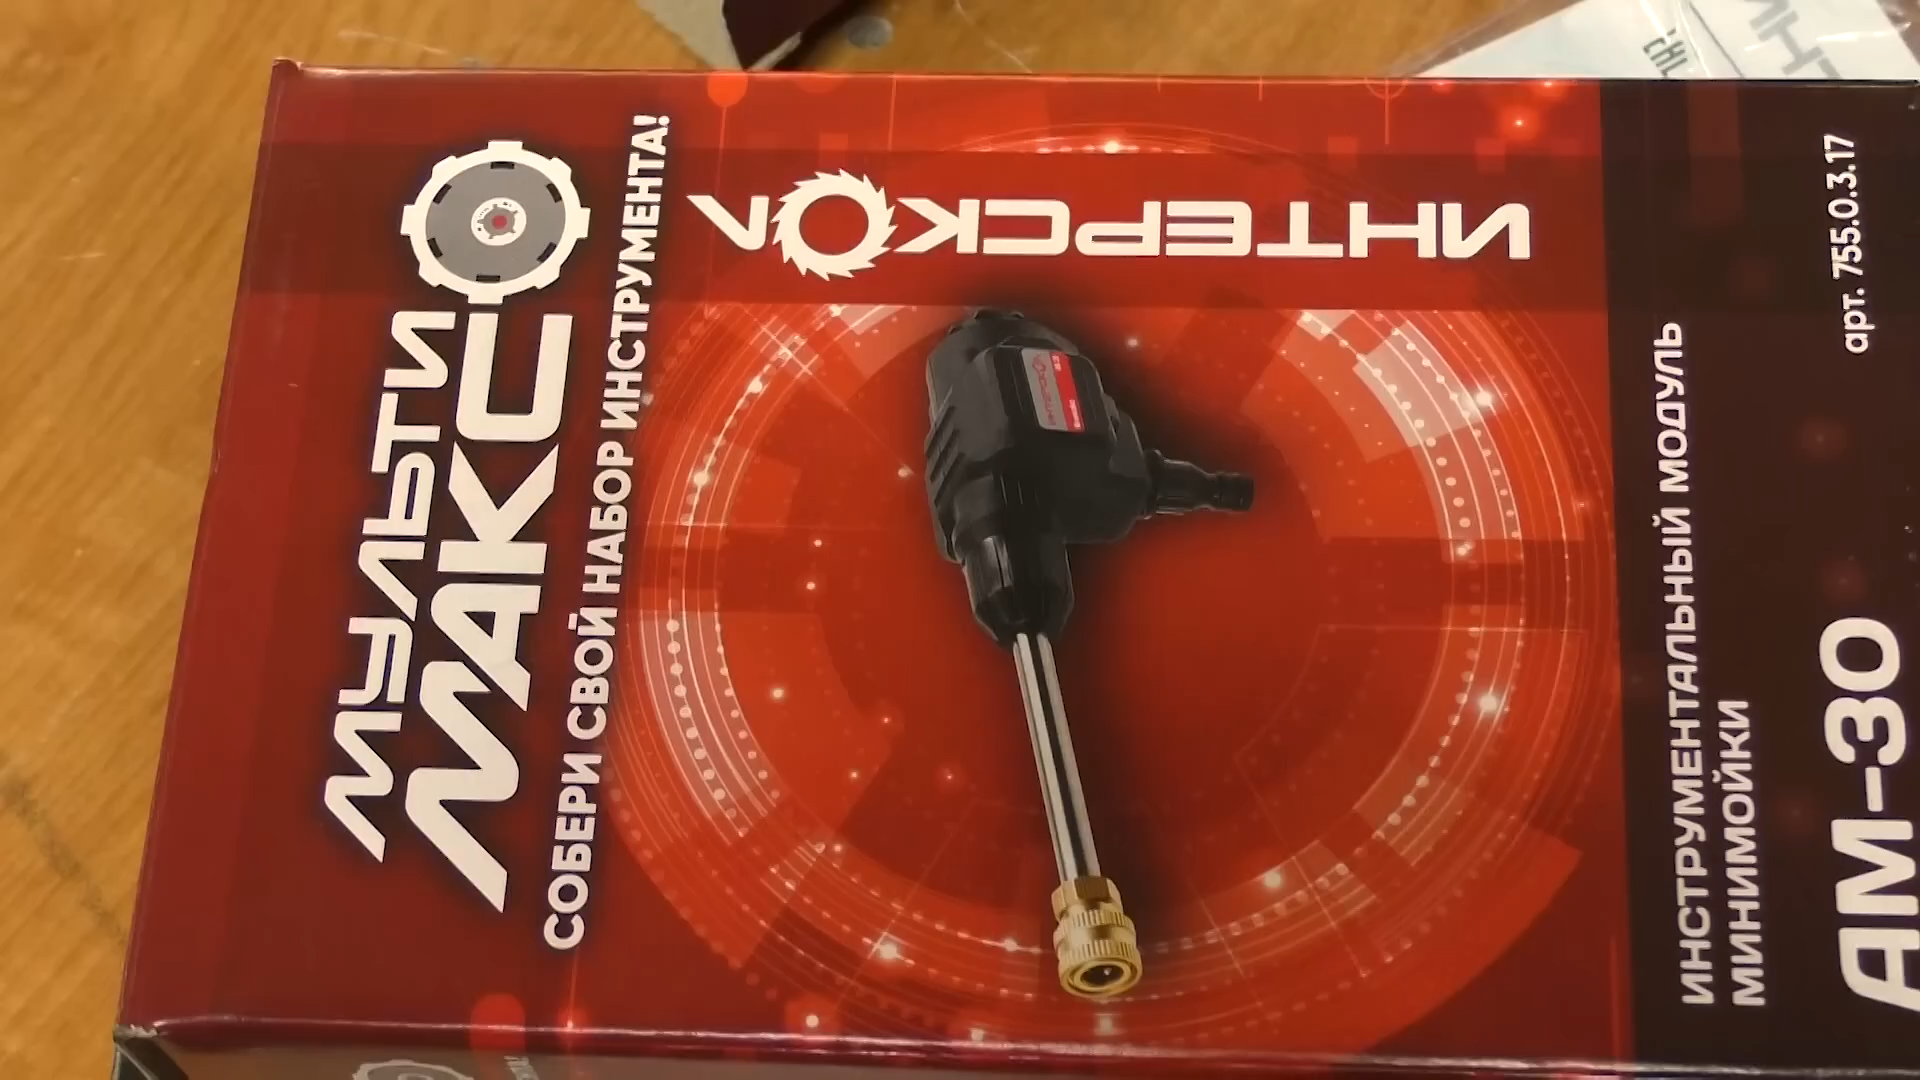 МУЛЬТИ
МАКС
СОБЕРИ СВОЙ НАБОР ИНСТРУМЕНТА!
ИНТЕРСКОЛ
ИНСТРУМЕНТАЛЬНЫЙ МОДУЛЬ
МИНИМОЙКИ
арт. 755.0.3.17
АМ-30